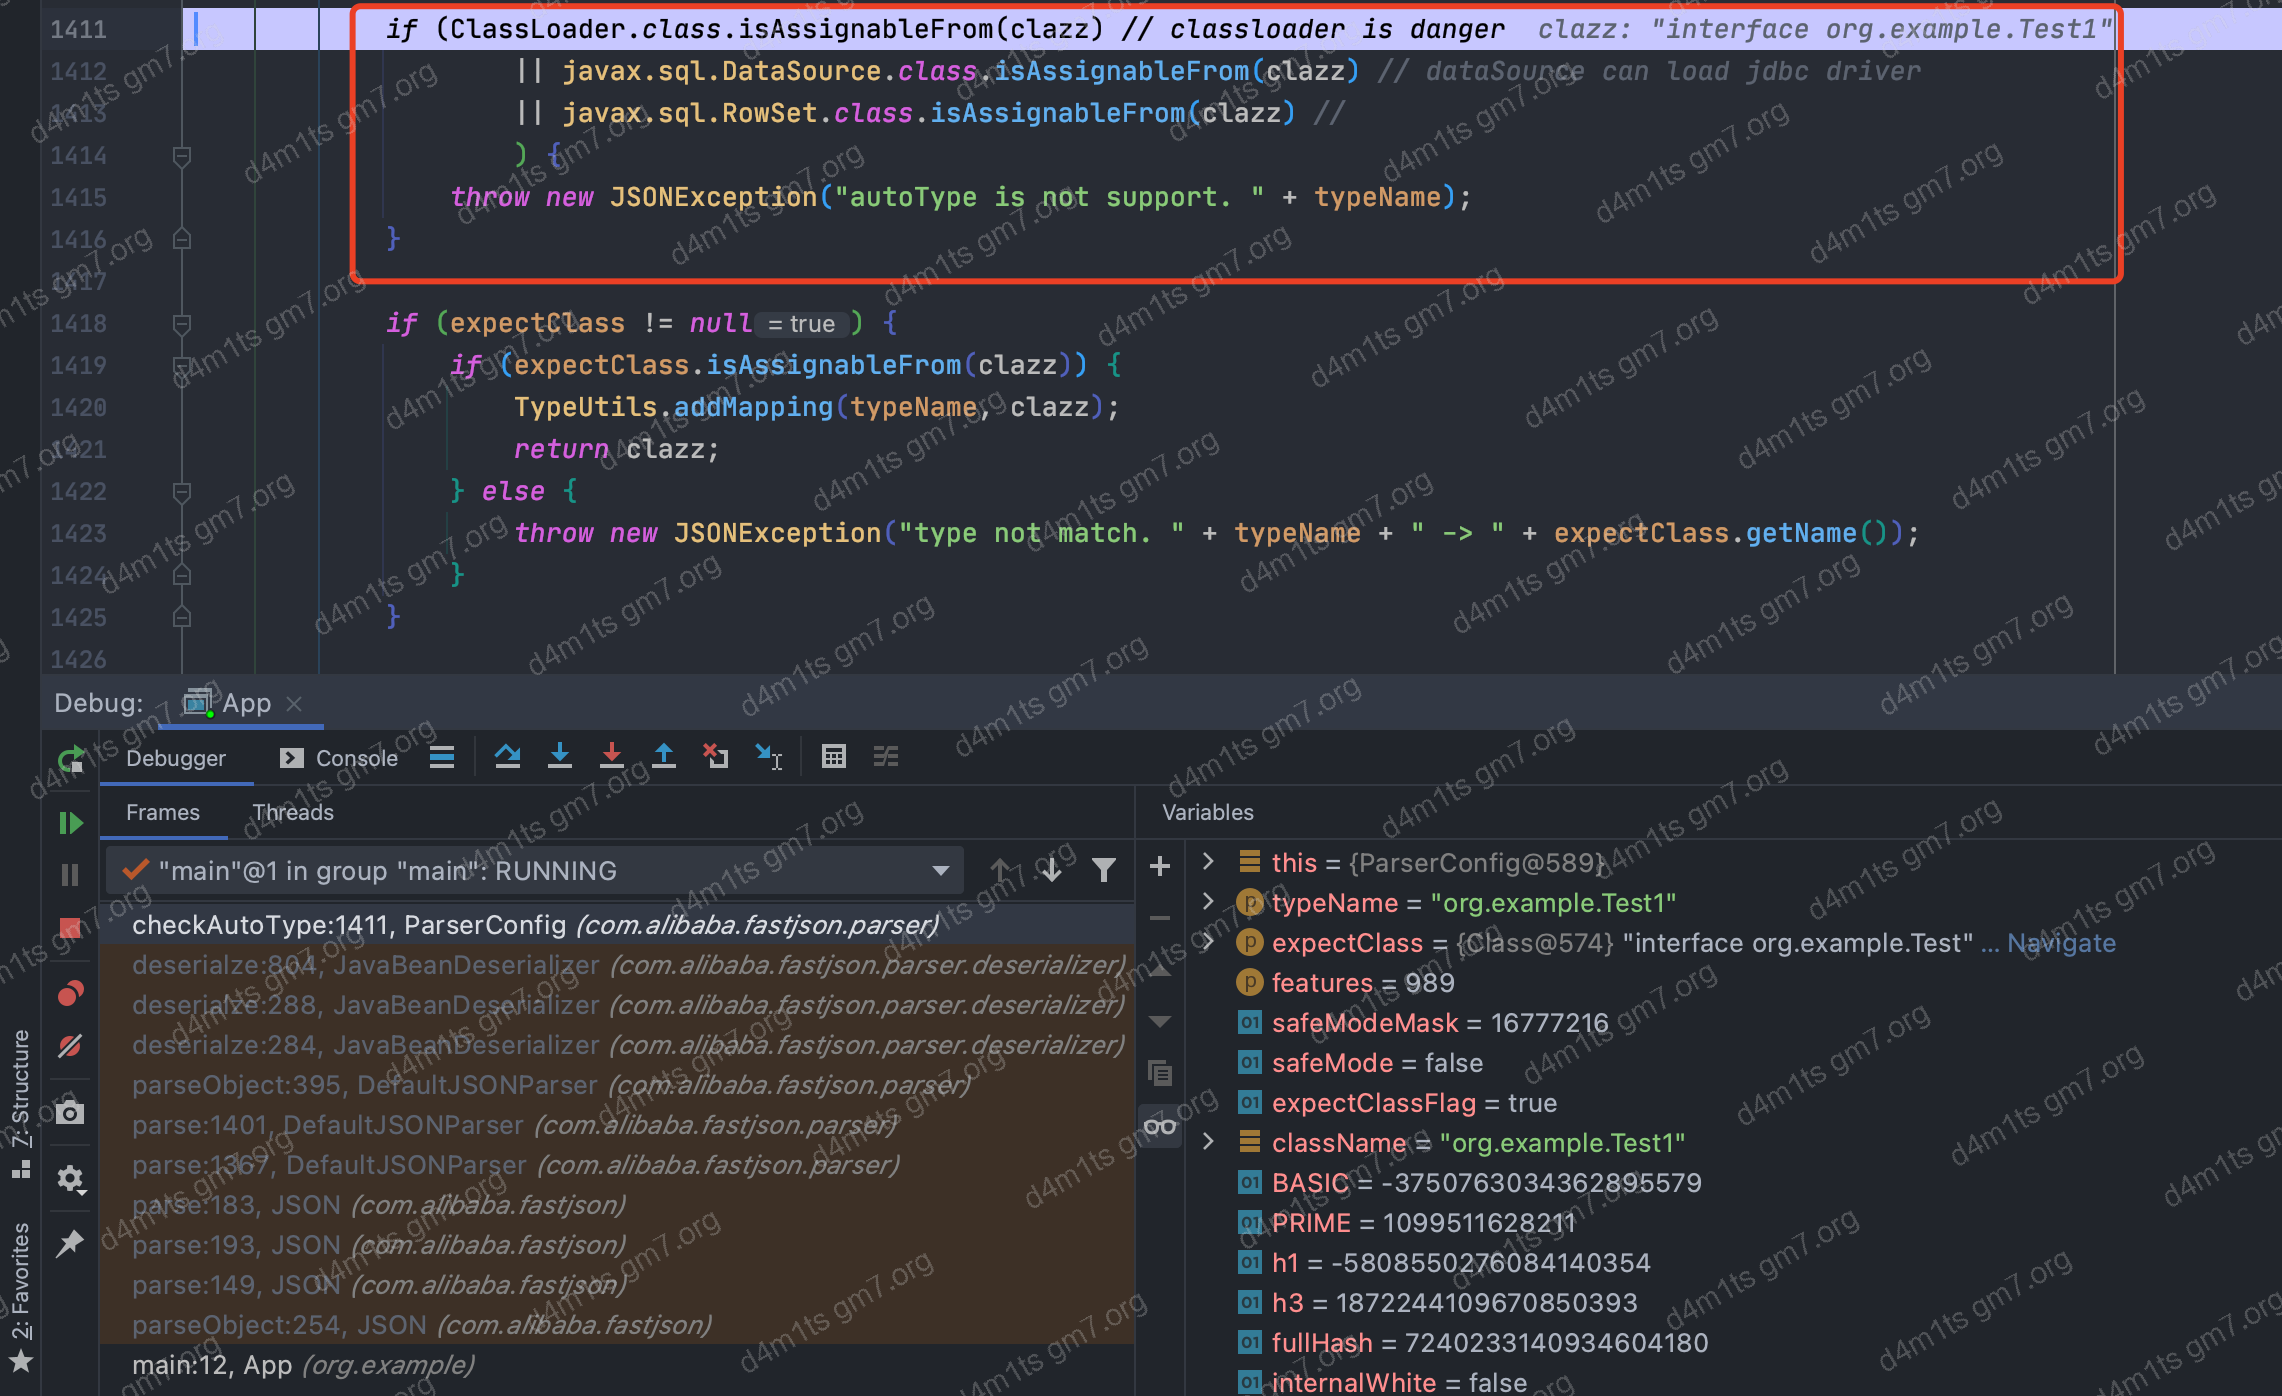 1411 if (ClassLoader.class.isAssignableFrom(clazz) // classloader is danger clazz: "interface org.example.Test1"
1412 || javax.sql.DataSource.class.isAssignableFrom(clazz) // dataSource can load jdbc driver
1413 || javax.sql.RowSet.class.isAssignableFrom(clazz) //
1414 ) {
1415 throw new JSONException("autoType is not support. " + typeName);
1416 }
1417
1418 if (expectClass != null = true ) {
1419 if (expectClass.isAssignableFrom(clazz)) {
1420 TypeUtils.addMapping(typeName, clazz);
1421 return clazz;
1422 } else {
1423 throw new JSONException("type not match. " + typeName + " -> " + expectClass.getName());
1424 }
1425 }
1426
Debug: App
Debugger Console
Frames Threads
Variables
"main"@1 in group "main": RUNNING
checkAutoType:1411, ParserConfig (com.alibaba.fastjson.parser)
deserialze:804, JavaBeanDeserializer (com.alibaba.fastjson.parser.deserializer)
deserialze:288, JavaBeanDeserializer (com.alibaba.fastjson.parser.deserializer)
deserialze:284, JavaBeanDeserializer (com.alibaba.fastjson.parser.deserializer)
parseObject:395, DefaultJSONParser (com.alibaba.fastjson.parser)
parse:1401, DefaultJSONParser (com.alibaba.fastjson.parser)
parse:1367, DefaultJSONParser (com.alibaba.fastjson.parser)
parse:183, JSON (com.alibaba.fastjson)
parse:193, JSON (com.alibaba.fastjson)
parse:149, JSON (com.alibaba.fastjson)
parseObject:254, JSON (com.alibaba.fastjson)
main:12, App (org.example)
this = {ParserConfig@589}
typeName = "org.example.Test1"
expectClass = {Class@574} "interface org.example.Test" ... Navigate
features = 989
safeModeMask = 16777216
safeMode = false
expectClassFlag = true
className = "org.example.Test1"
BASIC = -3750763034362895579
PRIME = 1099511628211
h1 = -5808550276084140354
h3 = 1872244109670850393
fullHash = 7240233140934604180
internalWhite = false
7: Structure
2: Favorites
d4m1ts gm7.org